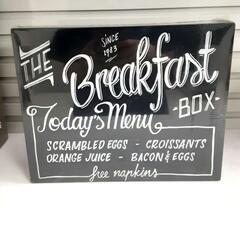 SINCE
1983
THE
Breakfast
-BOX-
Today's Menu
SCRAMBLED EGGS - CROISSANTS
ORANGE JUICE - BACON & EGGS
free napkins